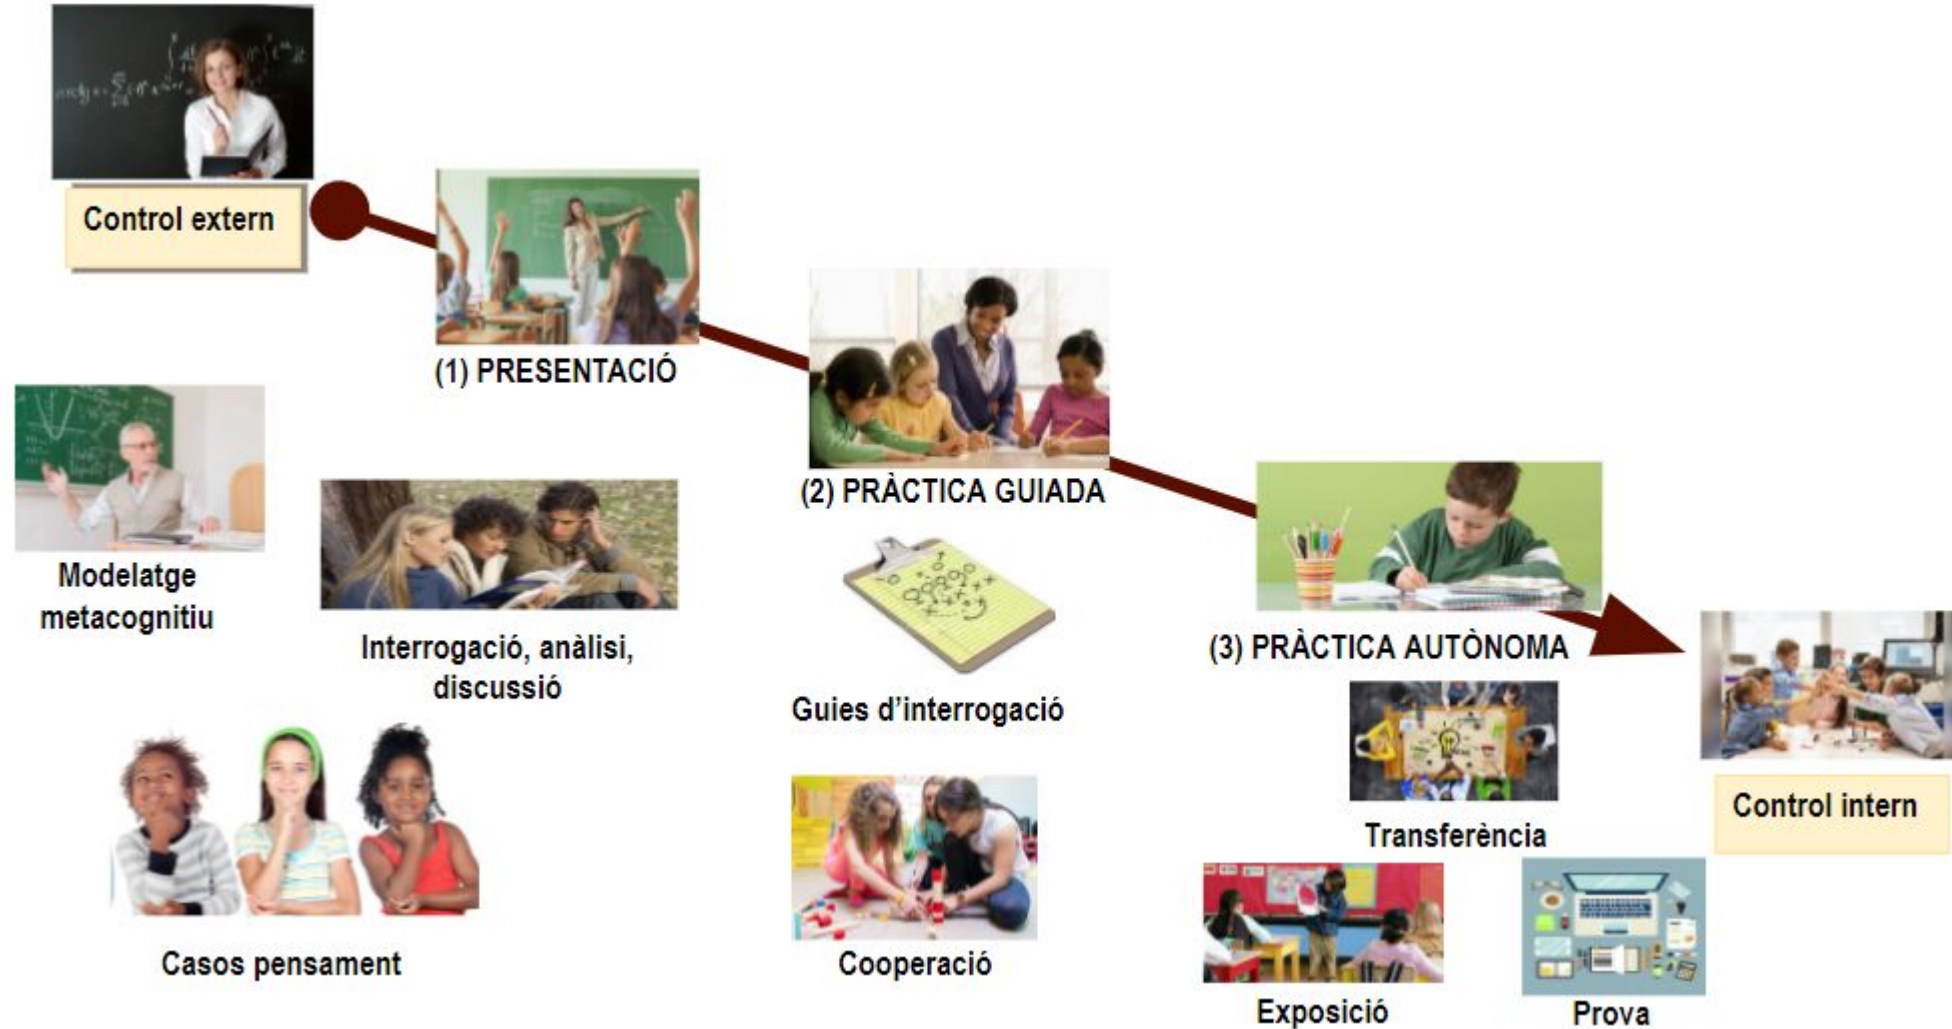 Control extern
(1) PRESENTACIÓ
(2) PRÀCTICA GUIADA
(3) PRÀCTICA AUTÒNOMA
Control intern
Modelatge
metacognitiu
Interrogació, anàlisi,
discussió
Casos pensament
Guies d'interrogació
Cooperació
Transferència
Exposició
Prova